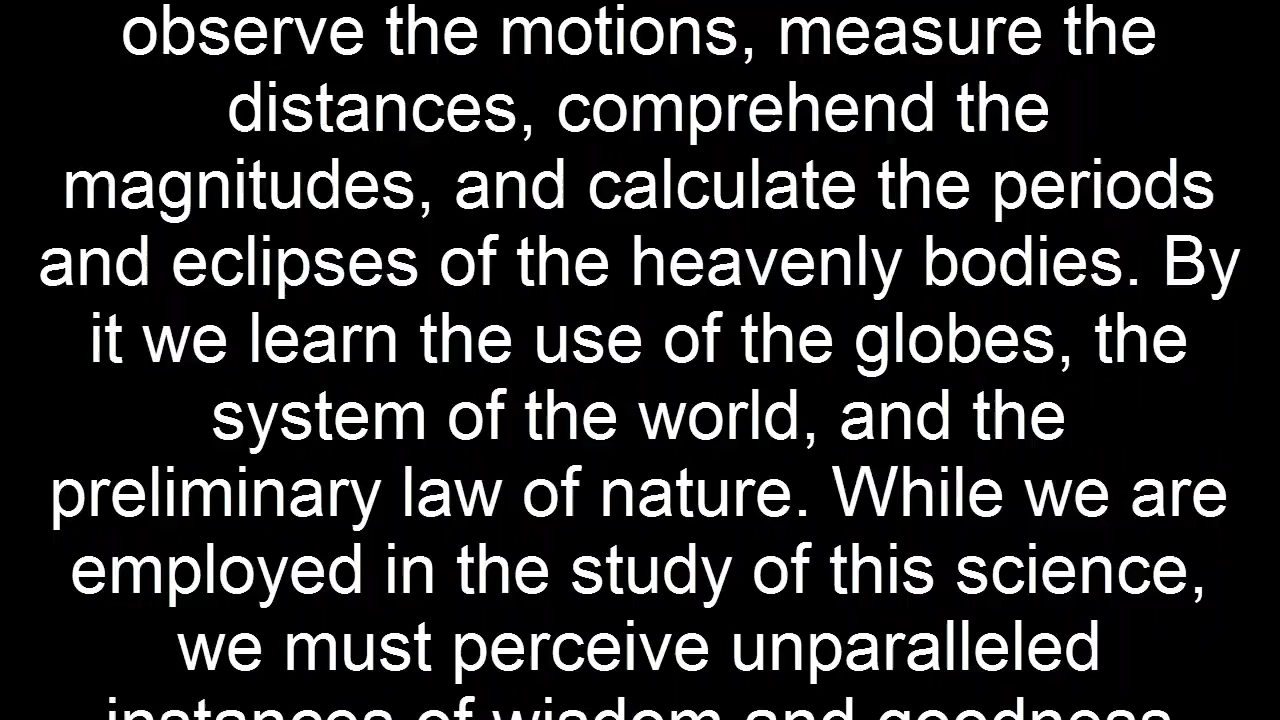 observe the motions, measure the
distances, comprehend the
magnitudes, and calculate the periods
and eclipses of the heavenly bodies. By
it we learn the use of the globes, the
system of the world, and the
preliminary law of nature. While we are
employed in the study of this science,
we must perceive unparalleled
instances of wisdom and goodness